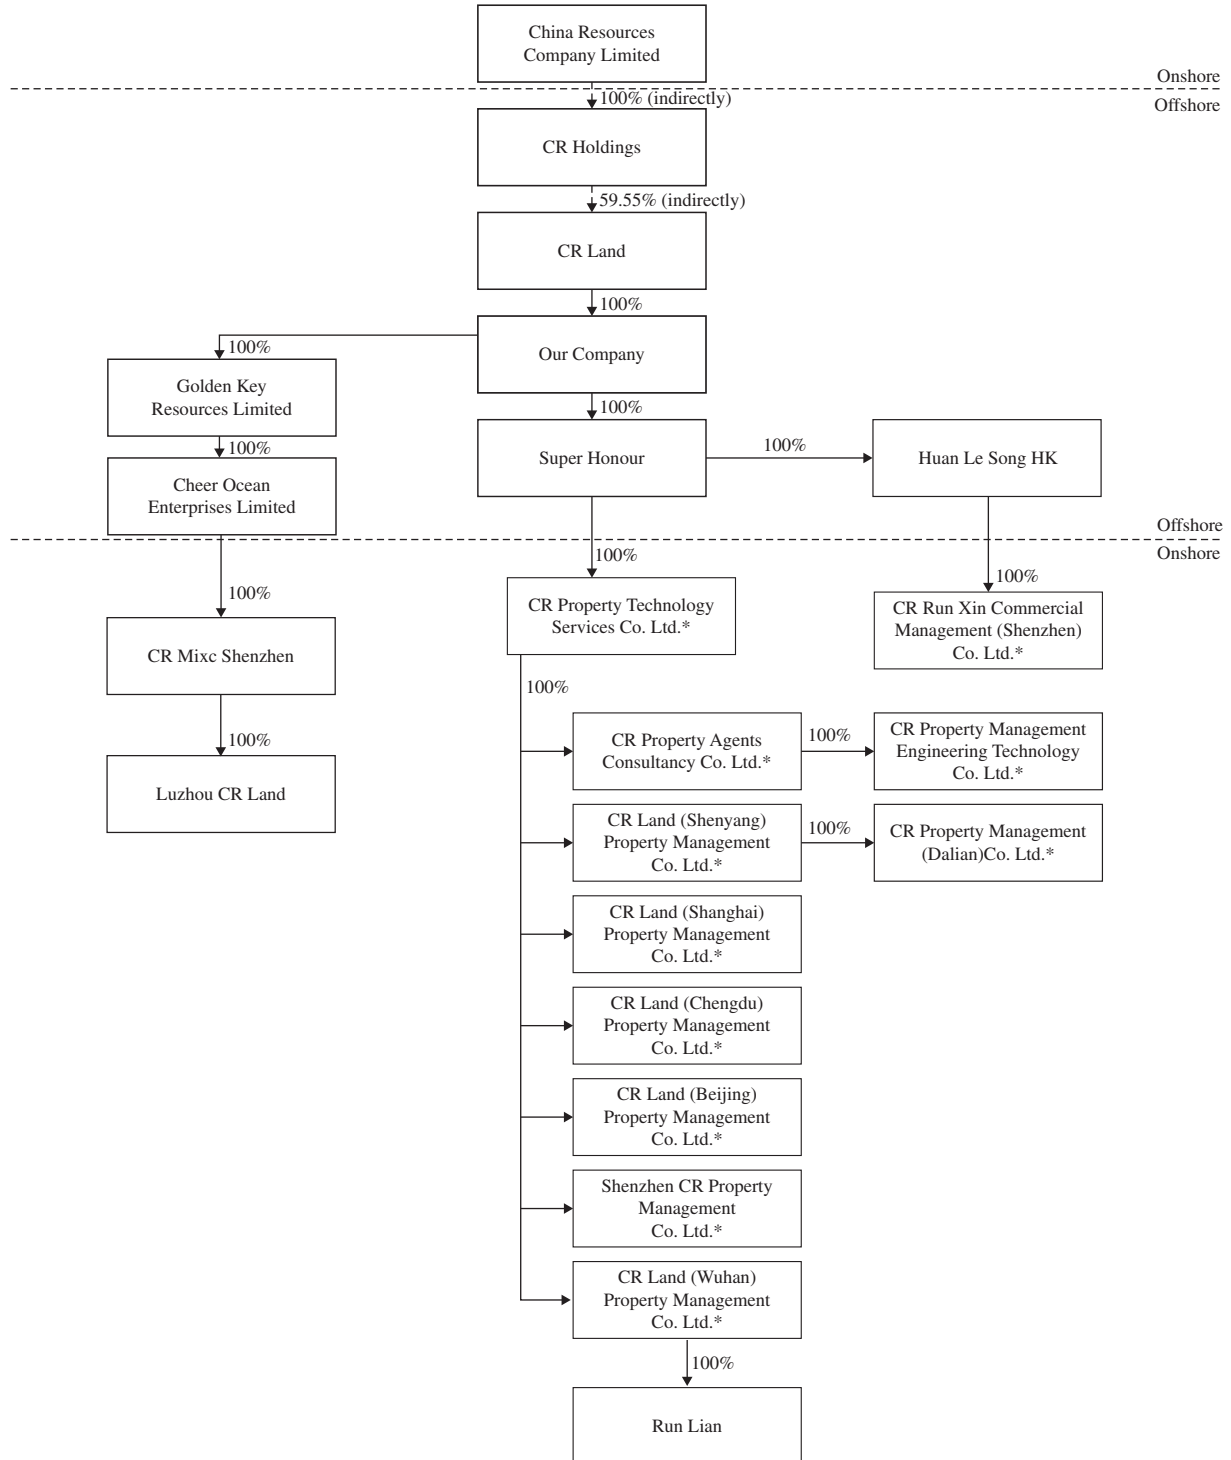 China Resources
Company Limited
Onshore
100% (indirectly)
Offshore
CR Holdings
59.55% (indirectly)
CR Land
100%
Our Company
100%
Golden Key
Resources Limited
100%
100%
Super Honour
100%
Huan Le Song HK
Cheer Ocean
Enterprises Limited
Offshore
Onshore
100%
100%
100%
CR Property Technology
Services Co. Ltd.*
CR Run Xin Commercial
Management (Shenzhen)
Co. Ltd.*
CR Mixc Shenzhen
100%
100%
Luzhou CR Land
CR Property Agents
Consultancy Co. Ltd.*
100%
CR Property Management
Engineering Technology
Co. Ltd.*
CR Land (Shenyang)
Property Management
Co. Ltd.*
100%
CR Property Management
(Dalian)Co. Ltd.*
CR Land (Shanghai)
Property Management
Co. Ltd.*
CR Land (Chengdu)
Property Management
Co. Ltd.*
CR Land (Beijing)
Property Management
Co. Ltd.*
Shenzhen CR Property
Management
Co. Ltd.*
CR Land (Wuhan)
Property Management
Co. Ltd.*
100%
Run Lian